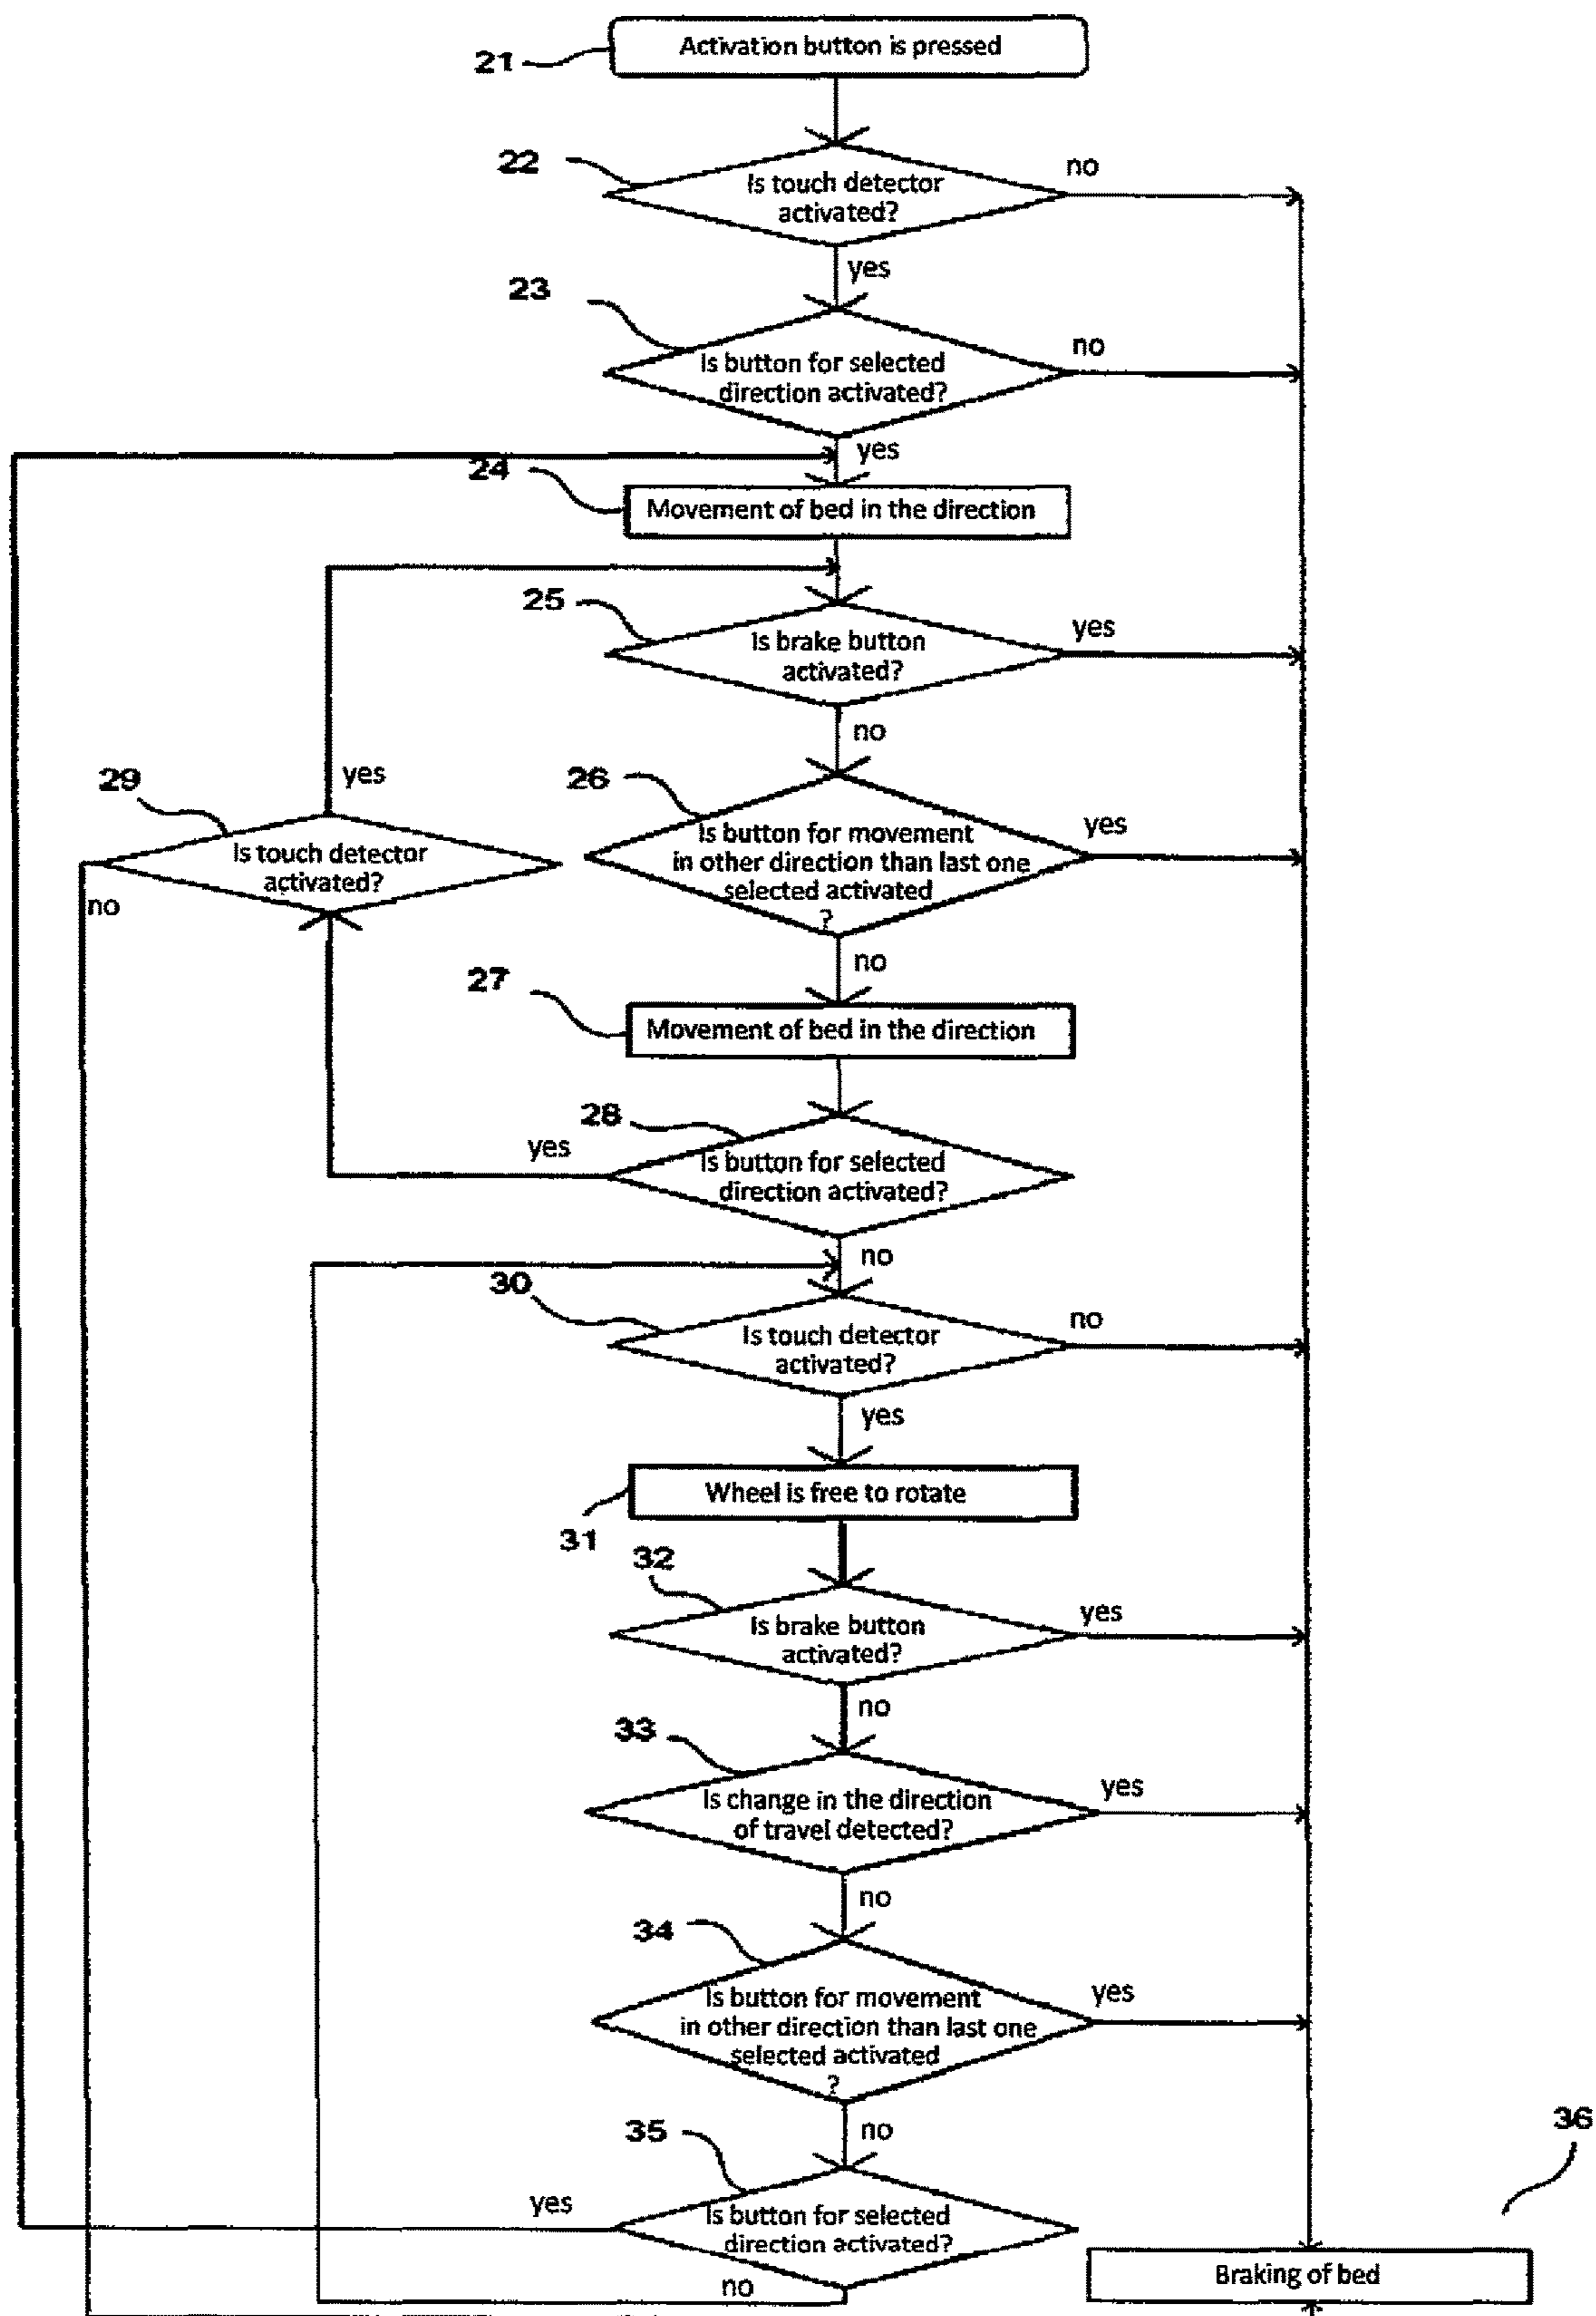 21
Activation button is pressed
22
Is touch detector
activated?
no
yes
23
Is button for selected
direction activated?
no
yes
24
Movement of bed in the direction
25
Is brake button
activated?
yes
no
26
Is button for movement
in other direction than last one
selected activated
?
yes
no
29
yes
Is touch detector
activated?
no
27
Movement of bed in the direction
28
yes
Is button for selected
direction activated?
no
30
Is touch detector
activated?
no
yes
31
Wheel is free to rotate
32
Is brake button
activated?
yes
no
33
Is change in the direction
of travel detected?
yes
no
34
Is button for movement
in other direction than last one
selected activated
?
yes
no
35
yes
Is button for selected
direction activated?
no
36
Braking of bed